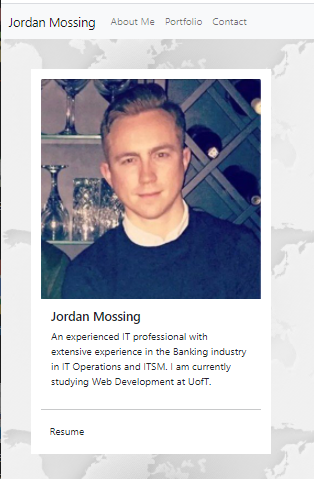 Jordan Mossing About Me Portfolio Contact
Jordan Mossing
An experienced IT professional with
extensive experience in the Banking industry
in IT Operations and ITSM. I am currently
studying Web Development at UofT.
Resume